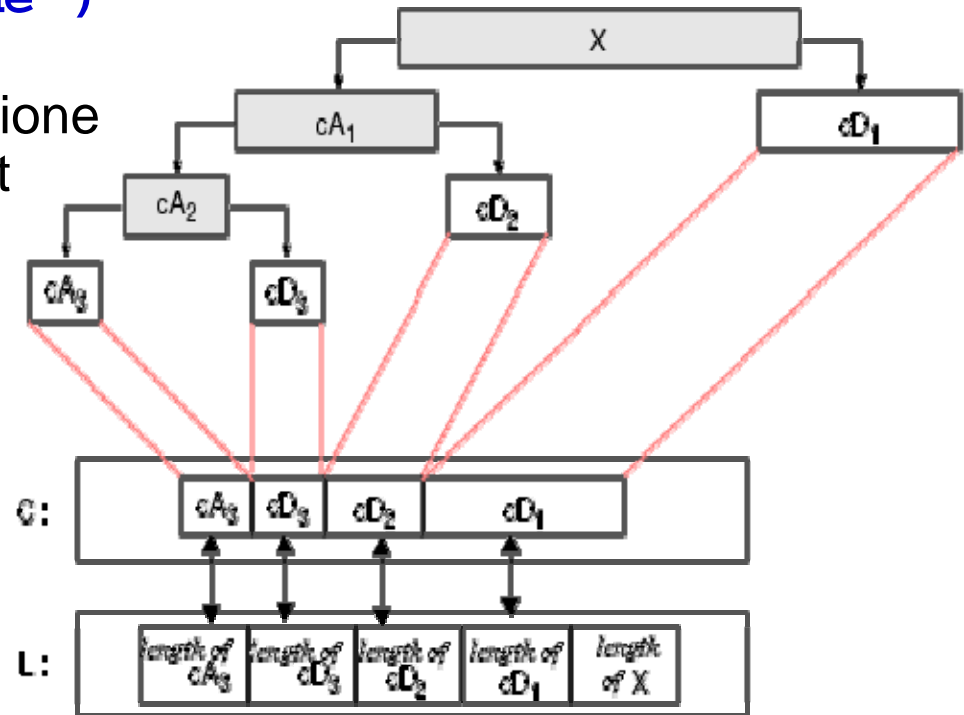 le")
X
ione
cA1
cD1
t
cA2
cD2
cA3
cD3
C: cA3 cD3 cD2 cD1
L: length of cA3 length of cD3 length of cD2 length of cD1 length of X